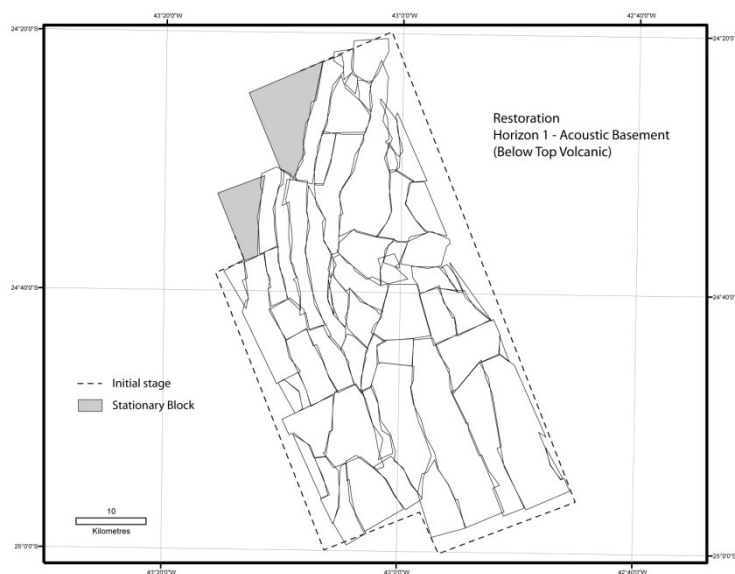 43°20'0"W 43°0'0"W 42°40'0"W
24°20'0"S 24°20'0"S
Restoration
Horizon 1 - Acoustic Basement
(Below Top Volcanic)
24°40'0"S 24°40'0"S
Initial stage
Stationary Block
10
Kilometres
25°0'0"S 25°0'0"S
43°20'0"W 43°0'0"W 42°40'0"W